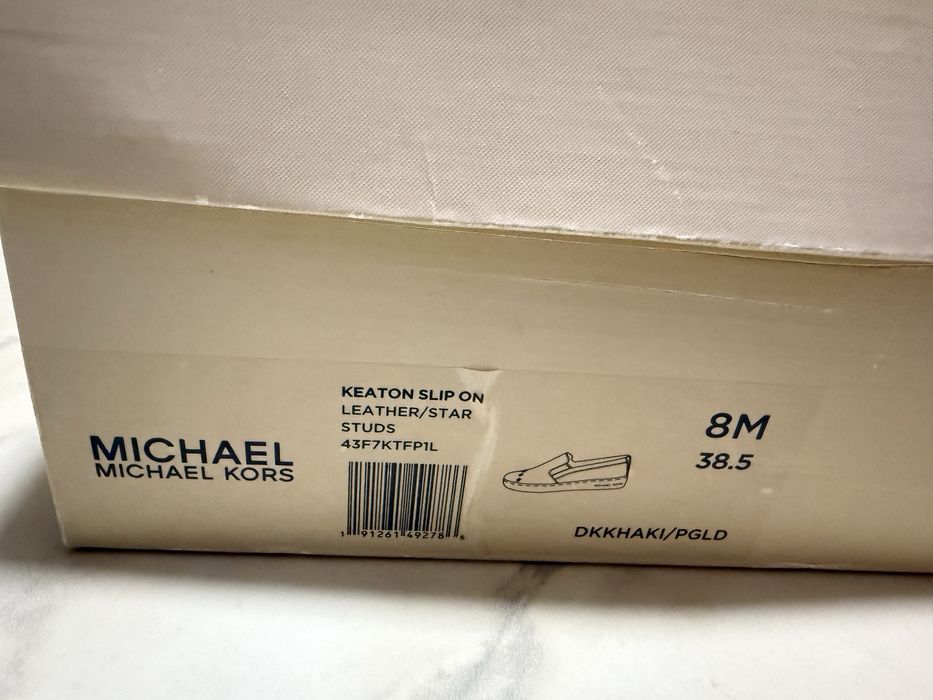 MICHAEL
MICHAEL KORS
KEATON SLIP ON
LEATHER/STAR
STUDS
43F7KTFP1L
1 91261 49278 6
8M
38.5
DKKHAKI/PGLD